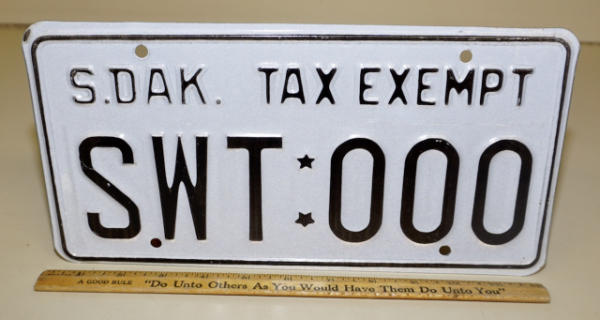 S.DAK. TAX EXEMPT
SWT:000
A GOOD RULE "Do Unto Others As You Would Have Them Do Unto You"